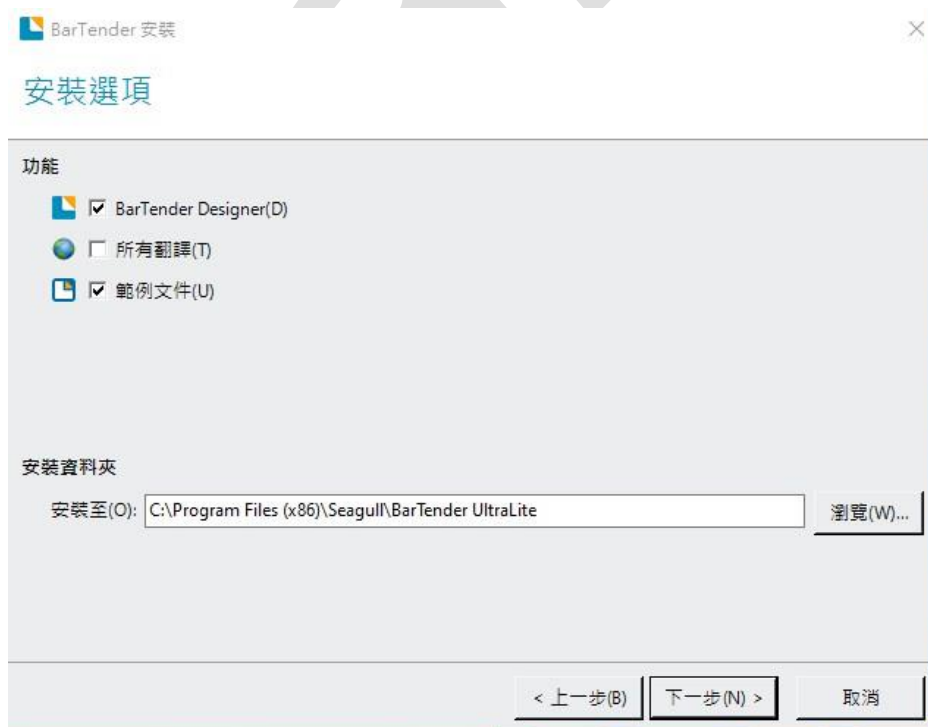 BarTender 安裝
安裝選項
功能
BarTender Designer(D)
所有翻譯(T)
範例文件(U)
安裝資料夾
安裝至(O): C:\Program Files (x86)\Seagull\BarTender UltraLite 瀏覽(W)...
< 上一步(B) 下一步(N) > 取消